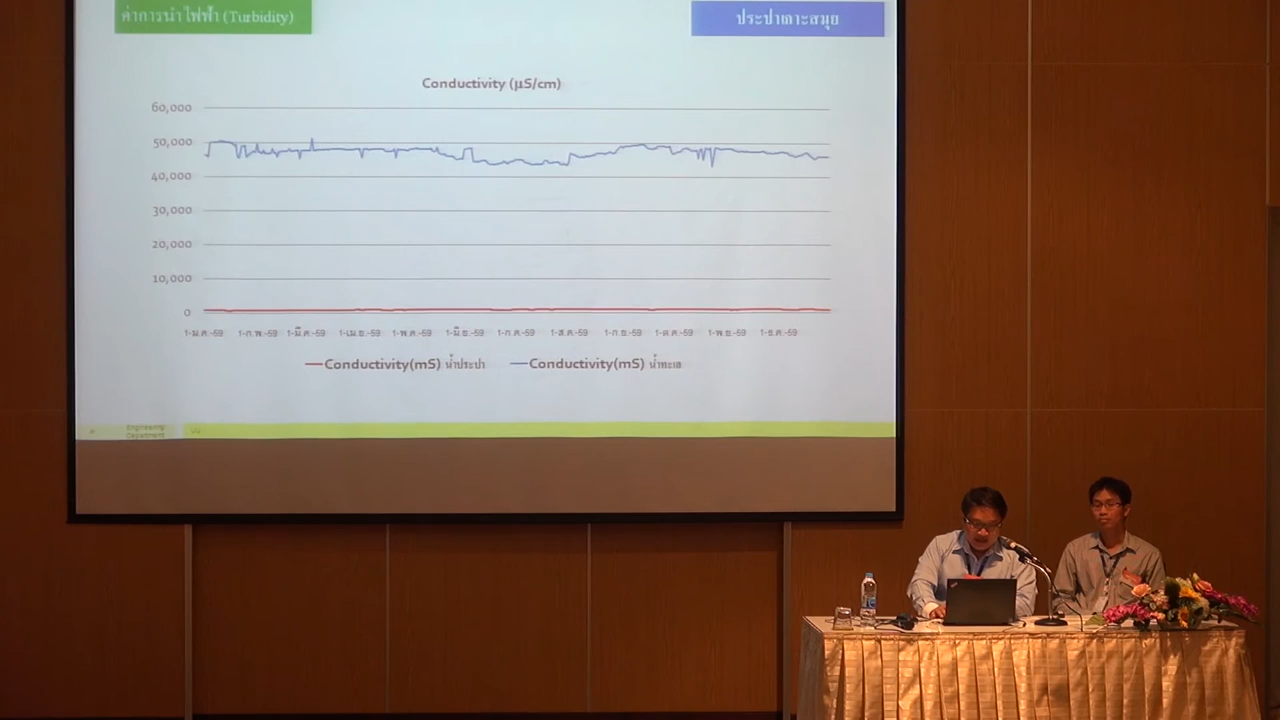 ค่าการนำไฟฟ้า (Turbidity)
ประปาเกาะสมุย
Conductivity (µS/cm)
60,000
50,000
40,000
30,000
20,000
10,000
0
1-ม.ค.-59 1-ก.พ.-59 1-มี.ค.-59 1-เม.ย.-59 1-พ.ค.-59 1-มิ.ย.-59 1-ก.ค.-59 1-ส.ค.-59 1-ก.ย.-59 1-ต.ค.-59 1-พ.ย.-59 1-ธ.ค.-59
Conductivity(mS) น้ำประปา Conductivity(mS) น้ำทะเล
Engineering
Department